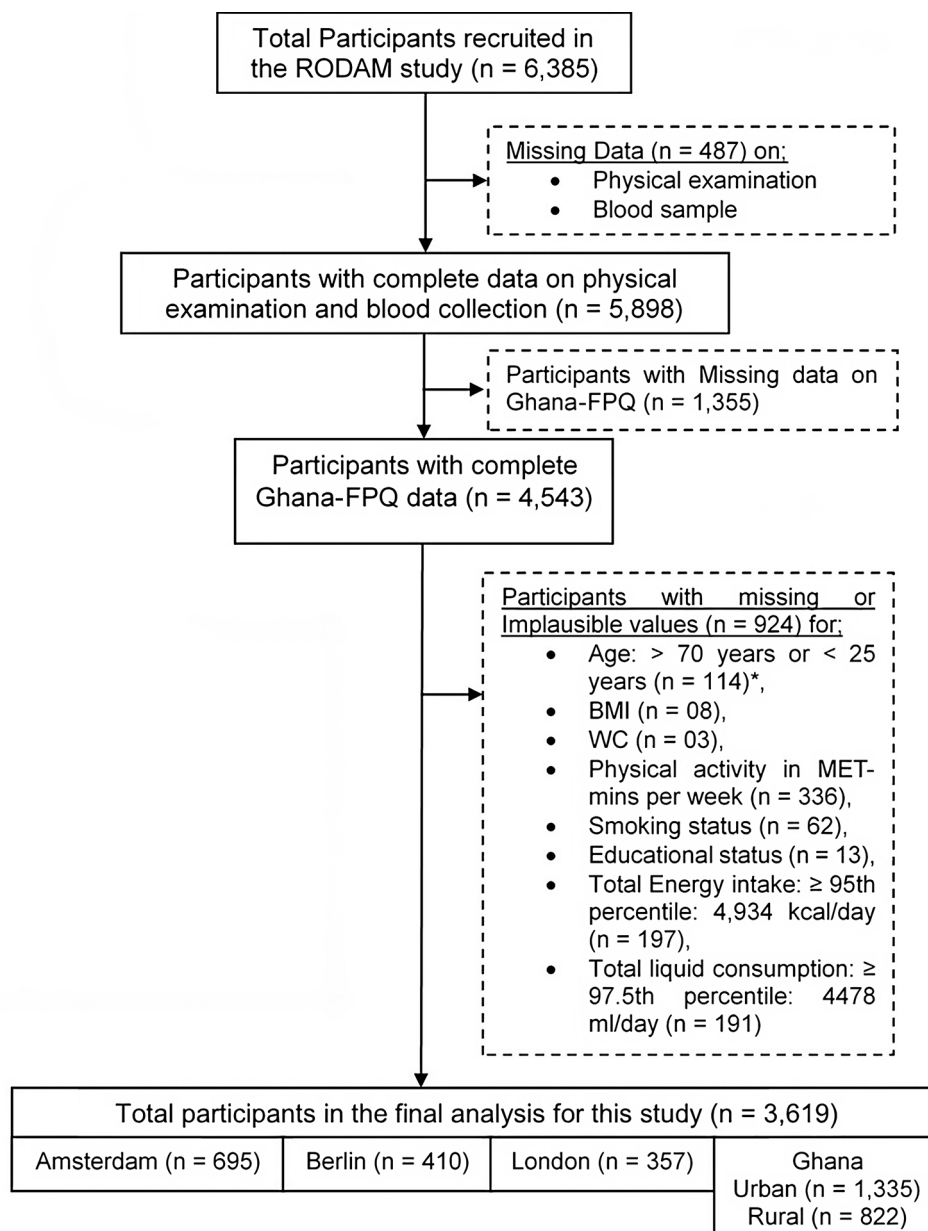 Total Participants recruited in
the RODAM study (n = 6,385)
Missing Data (n = 487) on;
• Physical examination
• Blood sample
Participants with complete data on physical
examination and blood collection (n = 5,898)
Participants with Missing data on
Ghana-FPQ (n = 1,355)
Participants with complete
Ghana-FPQ data (n = 4,543)
Participants with missing or
Implausible values (n = 924) for;
• Age: > 70 years or < 25
years (n = 114)*,
• BMI (n = 08),
• WC (n = 03),
• Physical activity in MET-
mins per week (n = 336),
• Smoking status (n = 62),
• Educational status (n = 13),
• Total Energy intake: ≥ 95th
percentile: 4,934 kcal/day
(n = 197),
• Total liquid consumption: ≥
97.5th percentile: 4478
ml/day (n = 191)
Total participants in the final analysis for this study (n = 3,619)
Amsterdam (n = 695)
Berlin (n = 410)
London (n = 357)
Ghana
Urban (n = 1,335)
Rural (n = 822)